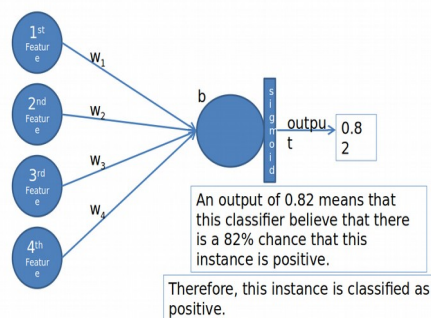 1st
Featur
e
W1
2nd
Featur
e
W2
3rd
Featur
e
W3
4th
Featur
e
W4
b
s
i
g
m
o
i
d
outpu
t
0.8
2
An output of 0.82 means that
this classifier believe that there
is a 82% chance that this
instance is positive.
Therefore, this instance is classified as
positive.